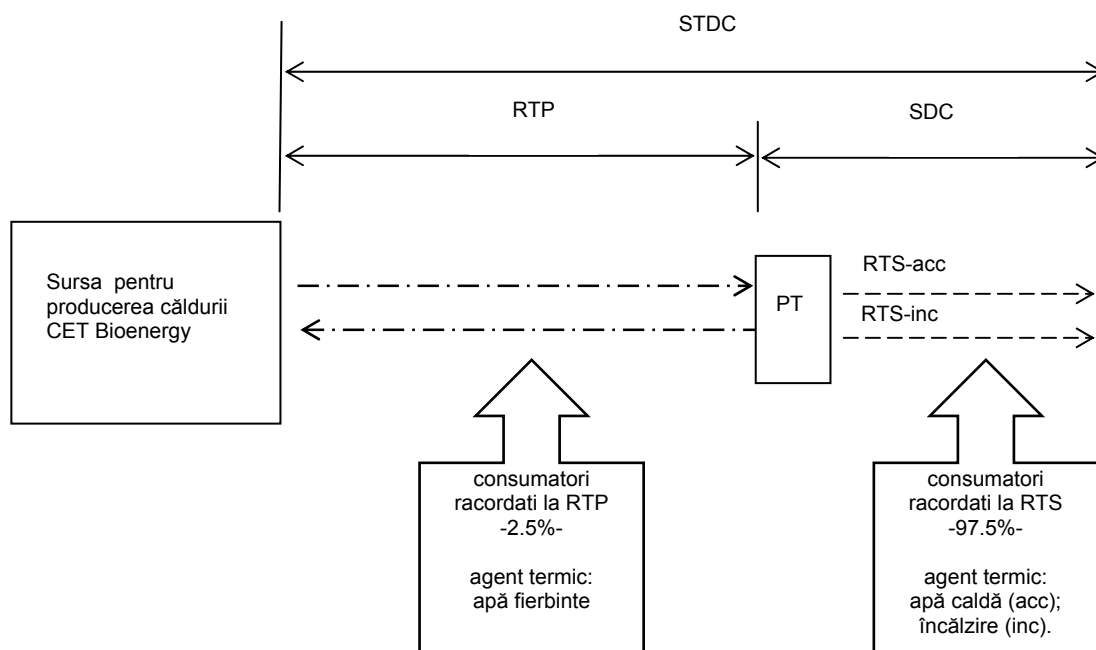 STDC
RTP
SDC
Sursa pentru
producerea căldurii
CET Bioenergy
PT
RTS-acc
RTS-inc
consumatori
racordati la RTP
-2.5%-
agent termic:
apă fierbinte
consumatori
racordati la RTS
-97.5%-
agent termic:
apă caldă (acc);
încălzire (inc).